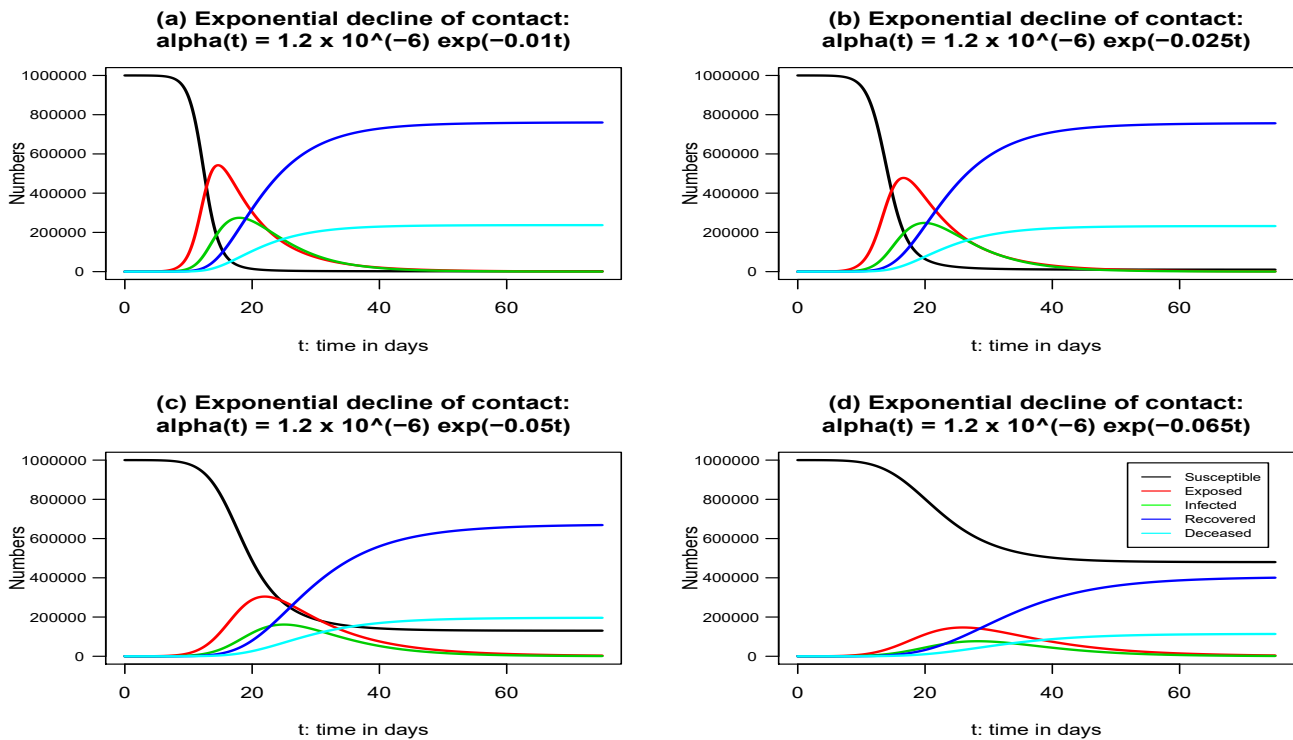 (a) Exponential decline of contact:
alpha(t) = 1.2 x 10^(−6) exp(−0.01t)
1000000
800000
600000
400000
200000
0
Numbers
0 20 40 60
t: time in days
(b) Exponential decline of contact:
alpha(t) = 1.2 x 10^(−6) exp(−0.025t)
1000000
800000
600000
400000
200000
0
Numbers
0 20 40 60
t: time in days
(c) Exponential decline of contact:
alpha(t) = 1.2 x 10^(−6) exp(−0.05t)
1000000
800000
600000
400000
200000
0
Numbers
0 20 40 60
t: time in days
(d) Exponential decline of contact:
alpha(t) = 1.2 x 10^(−6) exp(−0.065t)
1000000
800000
600000
400000
200000
0
Numbers
Susceptible
Exposed
Infected
Recovered
Deceased
0 20 40 60
t: time in days